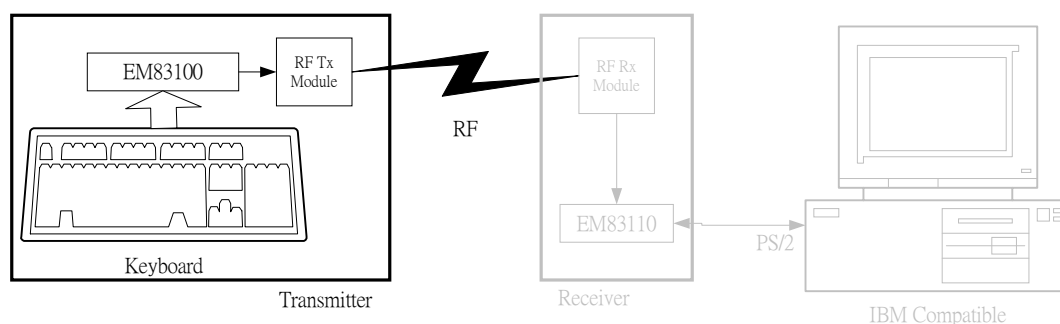 EM83100
RF Tx
Module
RF
Keyboard
Transmitter
RF Rx
Module
EM83110
PS/2
Receiver
IBM Compatible